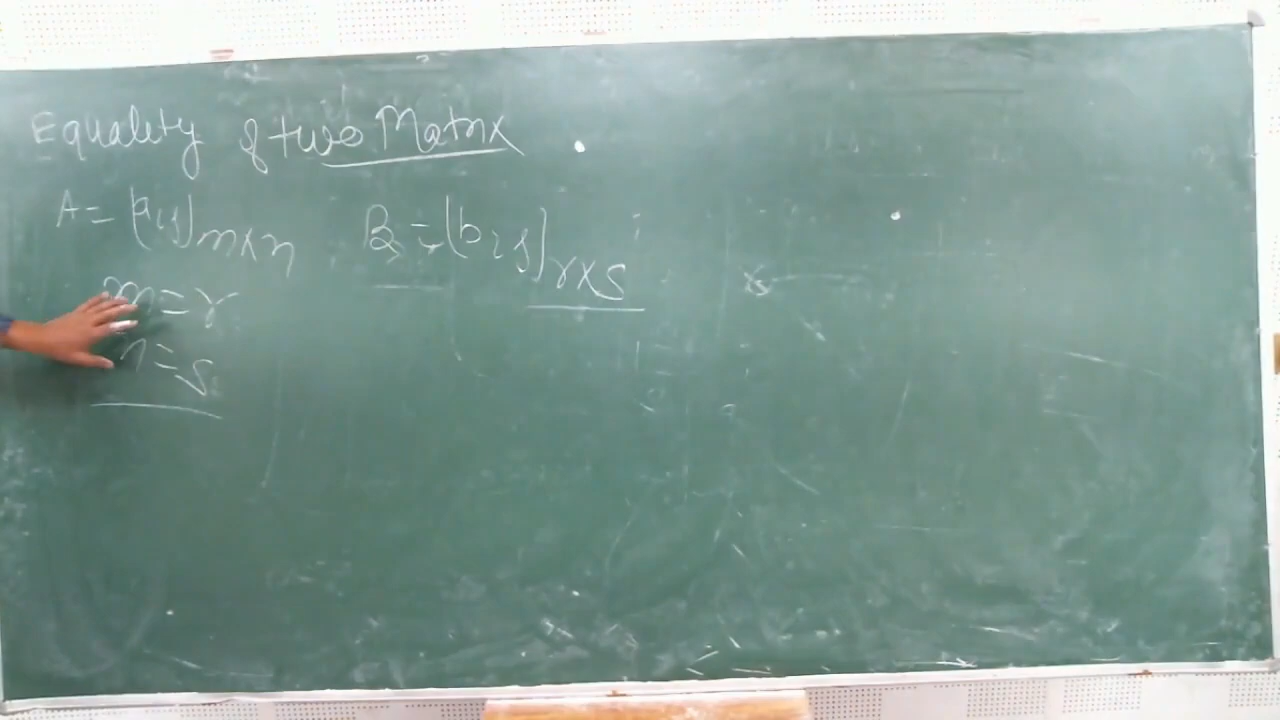 Equality of two Matrix
A = [aij]m×n B = [bij]r×s
m = r
n = s